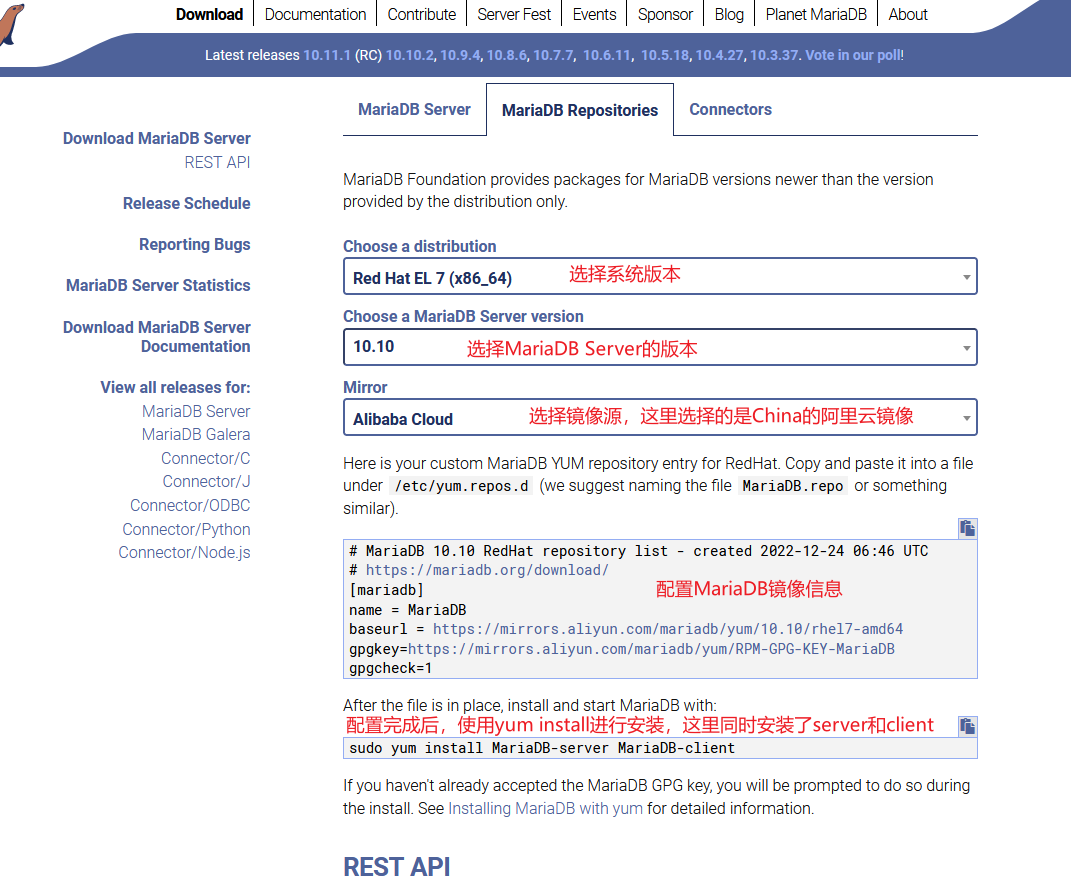 Download Documentation Contribute Server Fest Events Sponsor Blog Planet MariaDB About
Latest releases 10.11.1 (RC) 10.10.2, 10.9.4, 10.8.6, 10.7.7, 10.6.11, 10.5.18, 10.4.27, 10.3.37. Vote in our poll!
Download MariaDB Server
REST API
Release Schedule
Reporting Bugs
MariaDB Server Statistics
Download MariaDB Server
Documentation
View all releases for:
MariaDB Server
MariaDB Galera
Connector/C
Connector/J
Connector/ODBC
Connector/Python
Connector/Node.js
MariaDB Server MariaDB Repositories Connectors
MariaDB Foundation provides packages for MariaDB versions newer than the version
provided by the distribution only.
Choose a distribution
Red Hat EL 7 (x86_64) 选择系统版本
Choose a MariaDB Server version
10.10 选择MariaDB Server的版本
Mirror
Alibaba Cloud 选择镜像源，这里选择的是China的阿里云镜像
Here is your custom MariaDB YUM repository entry for RedHat. Copy and paste it into a file
under /etc/yum.repos.d (we suggest naming the file MariaDB.repo or something
similar).
# MariaDB 10.10 RedHat repository list - created 2022-12-24 06:46 UTC
# https://mariadb.org/download/
[mariadb] 配置MariaDB镜像信息
name = MariaDB
baseurl = https://mirrors.aliyun.com/mariadb/yum/10.10/rhel7-amd64
gpgkey=https://mirrors.aliyun.com/mariadb/yum/RPM-GPG-KEY-MariaDB
gpgcheck=1
After the file is in place, install and start MariaDB with:
配置完成后，使用yum install进行安装，这里同时安装了server和client
sudo yum install MariaDB-server MariaDB-client
If you haven't already accepted the MariaDB GPG key, you will be prompted to do so during
the install. See Installing MariaDB with yum for detailed information.
REST API